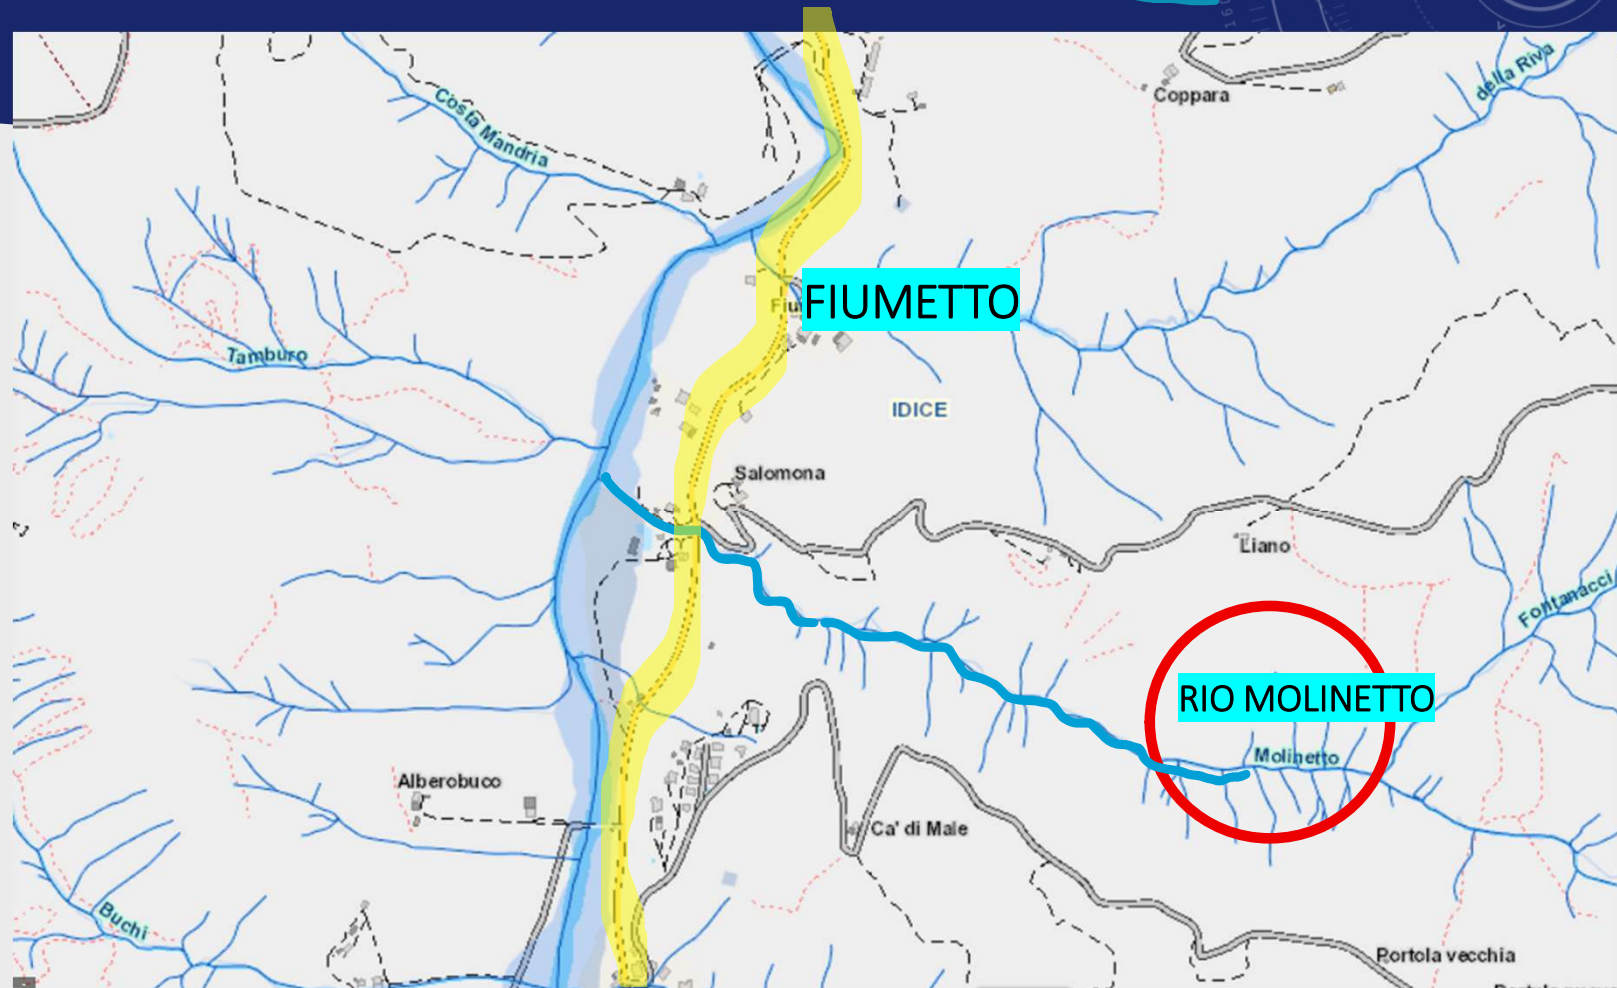 della Riva
Coppara
Costa Mandria
FIUMETTO
Tamburo
IDICE
Salomona
Liano
Fontanacci
RIO MOLINETTO
Molinetto
Alberobuco
Ca' di Maie
Buchi
Portola vecchia